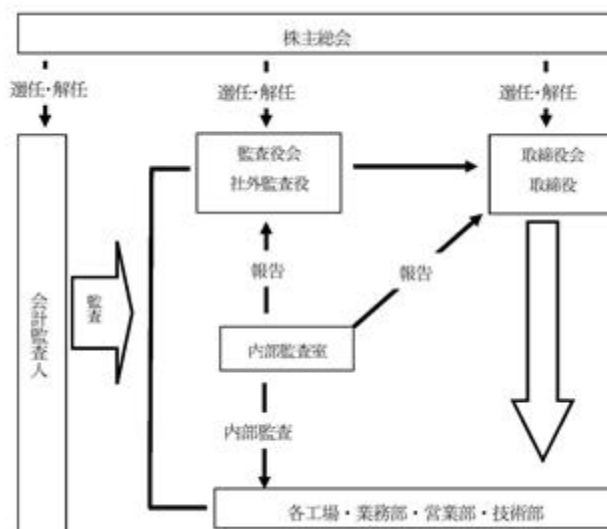 株主総会
選任・解任
選任・解任
選任・解任
監査役会
社外監査役
取締役会
取締役
報告
報告
監査
会計監査人
内部監査室
内部監査
各工場・業務部・営業部・技術部